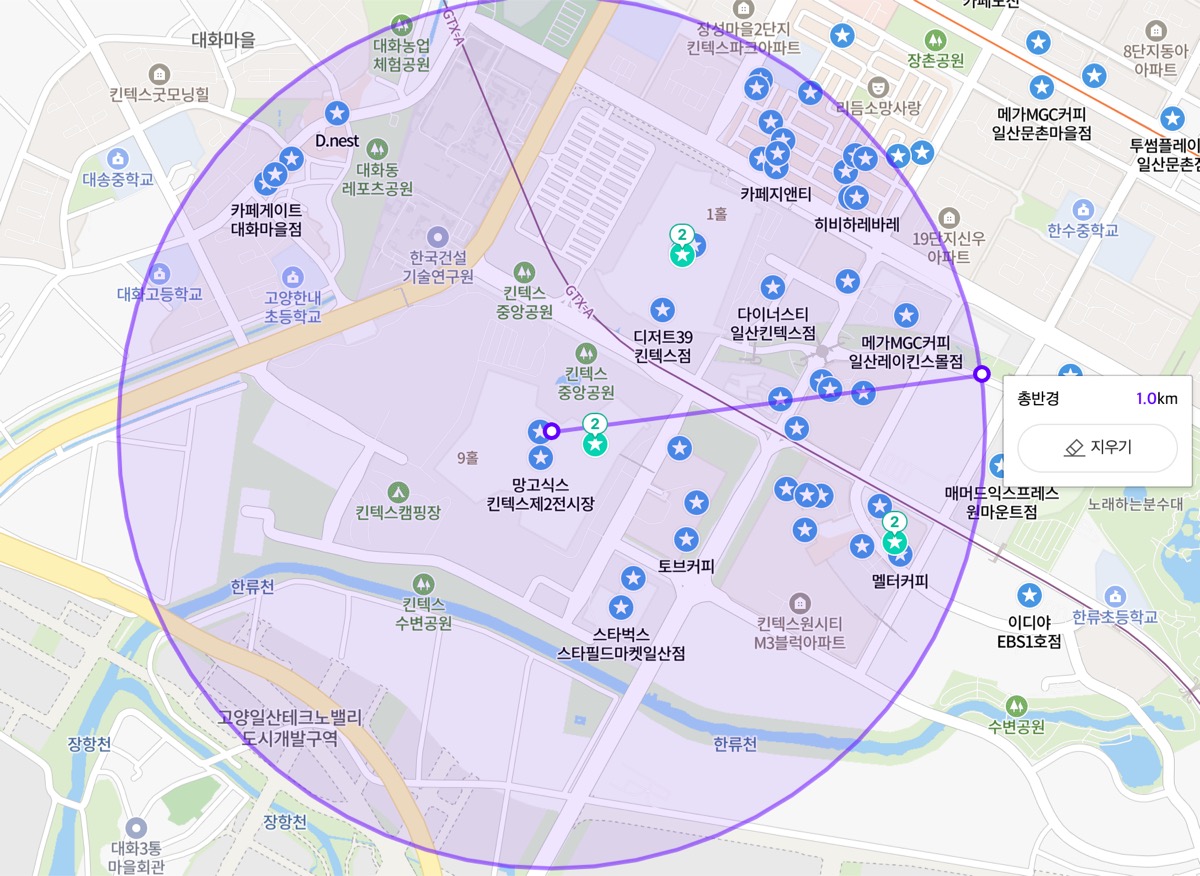 카페모진
대화마을
대화농업
체험공원
GTX-A
장성마을2단지
킨텍스파크아파트
장촌공원
8단지동아
아파트
킨텍스굿모닝힐
리듬소망사랑
메가MGC커피
일산문촌마을점
투썸플레이
일산문촌점
D.nest
대송중학교
대화동
레포츠공원
카페지앤티
카페게이트
대화마을점
1홀
2
히비하레바레
한수중학교
19단지신우
아파트
한국건설
기술연구원
대화고등학교
고양한내
초등학교
킨텍스
중앙공원
GTX-A
디저트39
킨텍스점
다이너스티
일산킨텍스점
메가MGC커피
일산레이킨스몰점
킨텍스
중앙공원
총반경 1.0km
지우기
2
9홀
망고식스
킨텍스제2전시장
킨텍스캠핑장
매머드익스프레스
원마운트점
노래하는분수대
2
토브커피
멜터커피
한류천
킨텍스
수변공원
스타벅스
스타필드마켓일산점
킨텍스원시티
M3블럭아파트
이디야
EBS1호점
한류초등학교
고양일산테크노밸리
도시개발구역
장항천
한류천
수변공원
장항천
대화3통
마을회관